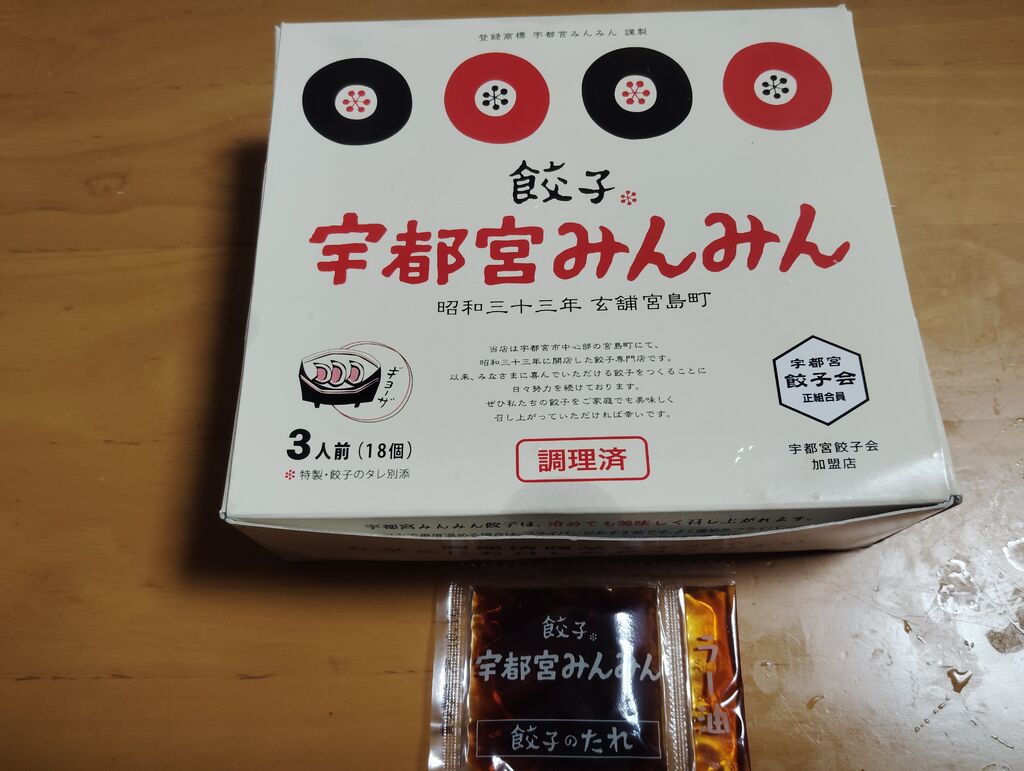 登録商標 宇都宮みんみん 謹製
餃子
宇都宮みんみん
昭和三十三年 玄舗宮島町
当店は宇都宮市中心部の宮島町にて、
昭和三十三年に開店した餃子専門店です。
以来、みなさまに喜んでいただける餃子をつくることに
日々努力を続けております。
ぜひ私たちの餃子をご家庭でも美味しく
召し上がっていただければ幸いです。
ギョーザ
3人前(18個)
＊特製・餃子のタレ別添
調理済
宇都宮
餃子会
正組合員
宇都宮餃子会
加盟店
宇都宮みんみん餃子は、冷めても美味しく召し上がれます。
餃子
宇都宮みんみん
餃子のたれ
ラー油